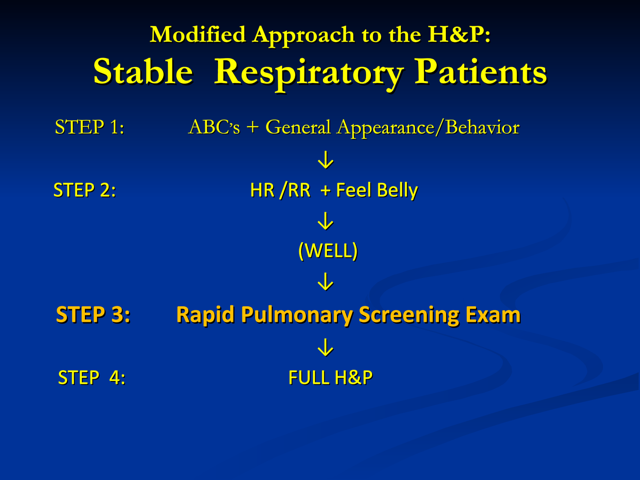 Modified Approach to the H&P:
Stable Respiratory Patients
STEP 1: ABC's + General Appearance/Behavior
↓
STEP 2: HR /RR + Feel Belly
↓
(WELL)
↓
STEP 3: Rapid Pulmonary Screening Exam
↓
STEP 4: FULL H&P